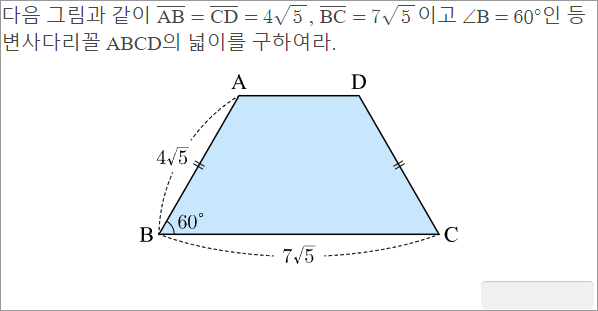 다음 그림과 같이 AB = CD = 4√5 , BC = 7√5 이고 ∠B = 60°인 등
변사다리꼴 ABCD의 넓이를 구하여라.
A D
4√5
60°
B C
7√5